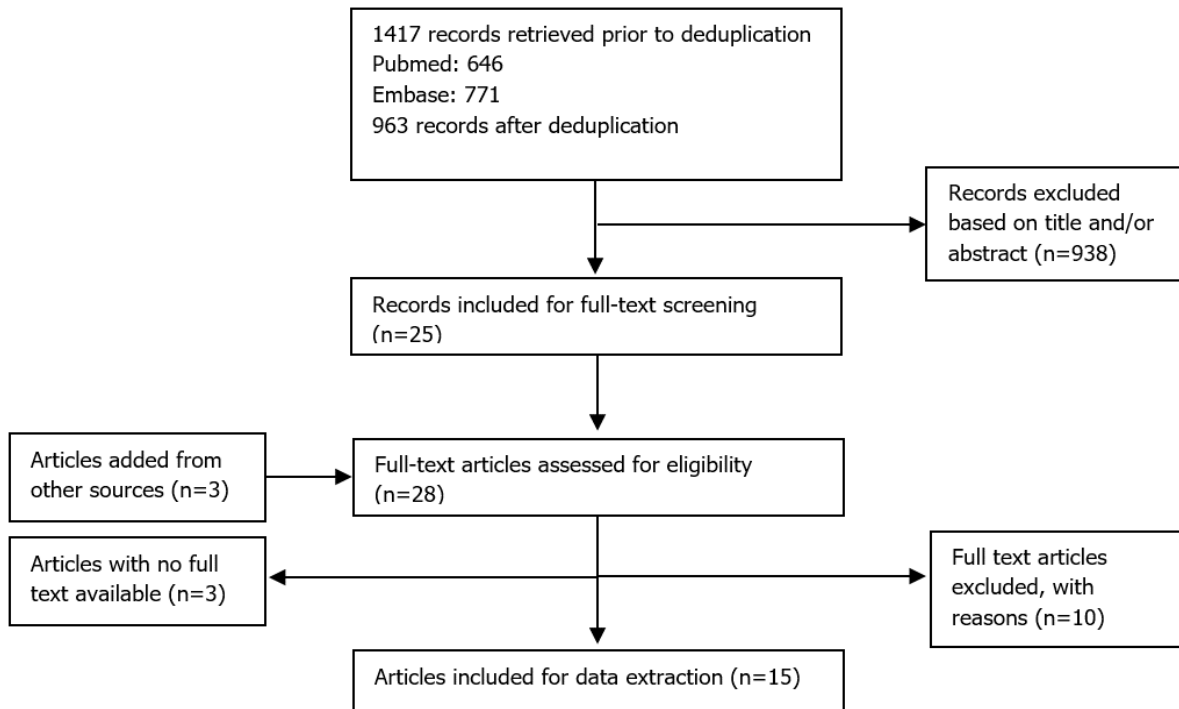 1417 records retrieved prior to deduplication
Pubmed: 646
Embase: 771
963 records after deduplication
Records excluded
based on title and/or
abstract (n=938)
Records included for full-text screening
(n=25)
Articles added from
other sources (n=3)
Full-text articles assessed for eligibility
(n=28)
Articles with no full
text available (n=3)
Full text articles
excluded, with
reasons (n=10)
Articles included for data extraction (n=15)